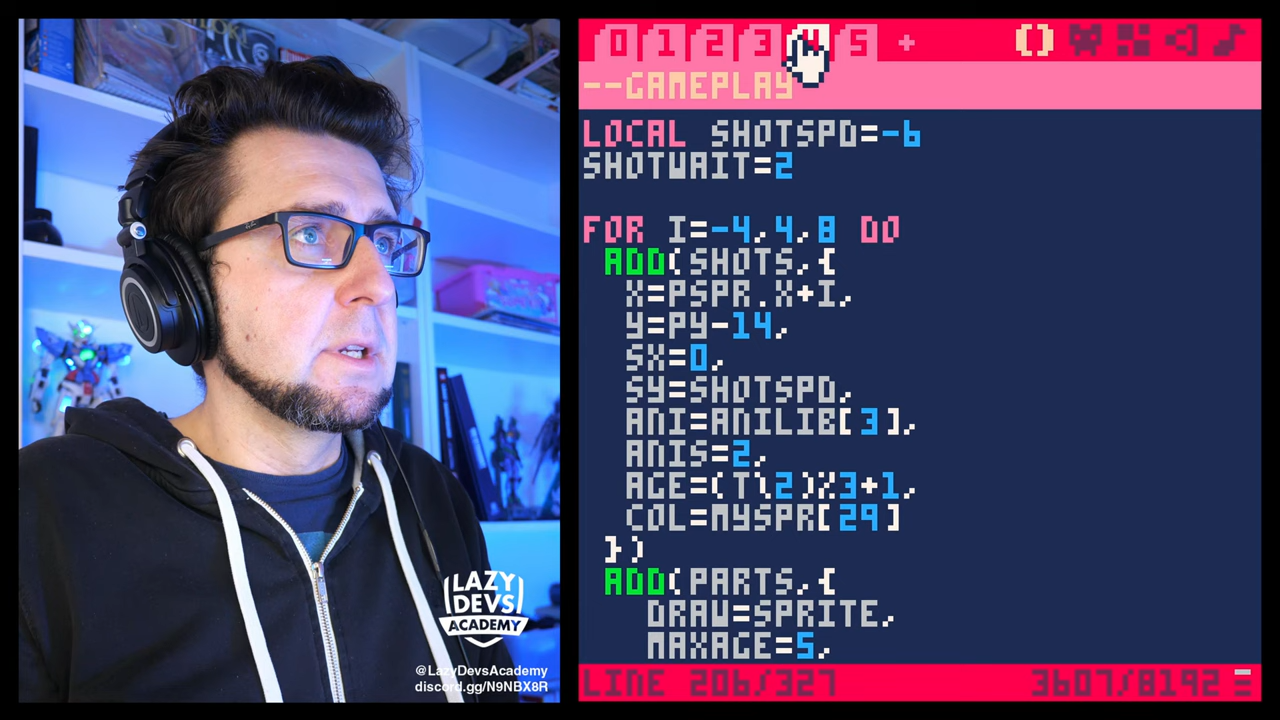 0 1 2 3 4 5 +
--GAMEPLAY
LOCAL SHOTSPD=-6
SHOTWAIT=2
FOR I=-4,4,8 DO
ADD(SHOTS,{
X=PSPR.X+I,
Y=PY-14,
SX=0,
SY=SHOTSPD,
ANI=ANILIB[3],
ANIS=2,
AGE=(T\2)%3+1,
COL=MYSPR[29]
})
ADD(PARTS,{
DRAW=SPRITE,
MAXAGE=5,
LINE 206/327
3607/8192
LAZY
DEVS
ACADEMY
@LazyDevsAcademy
discord.gg/N9NBX8R